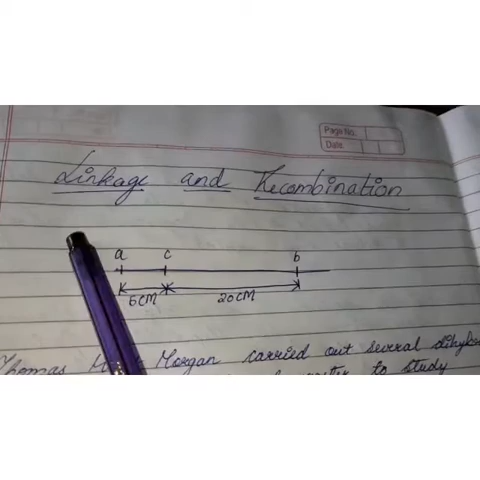 Page No.
Date
Linkage and Recombination
a c b
6CM 20CM
Thomas Morgan carried out several
to study